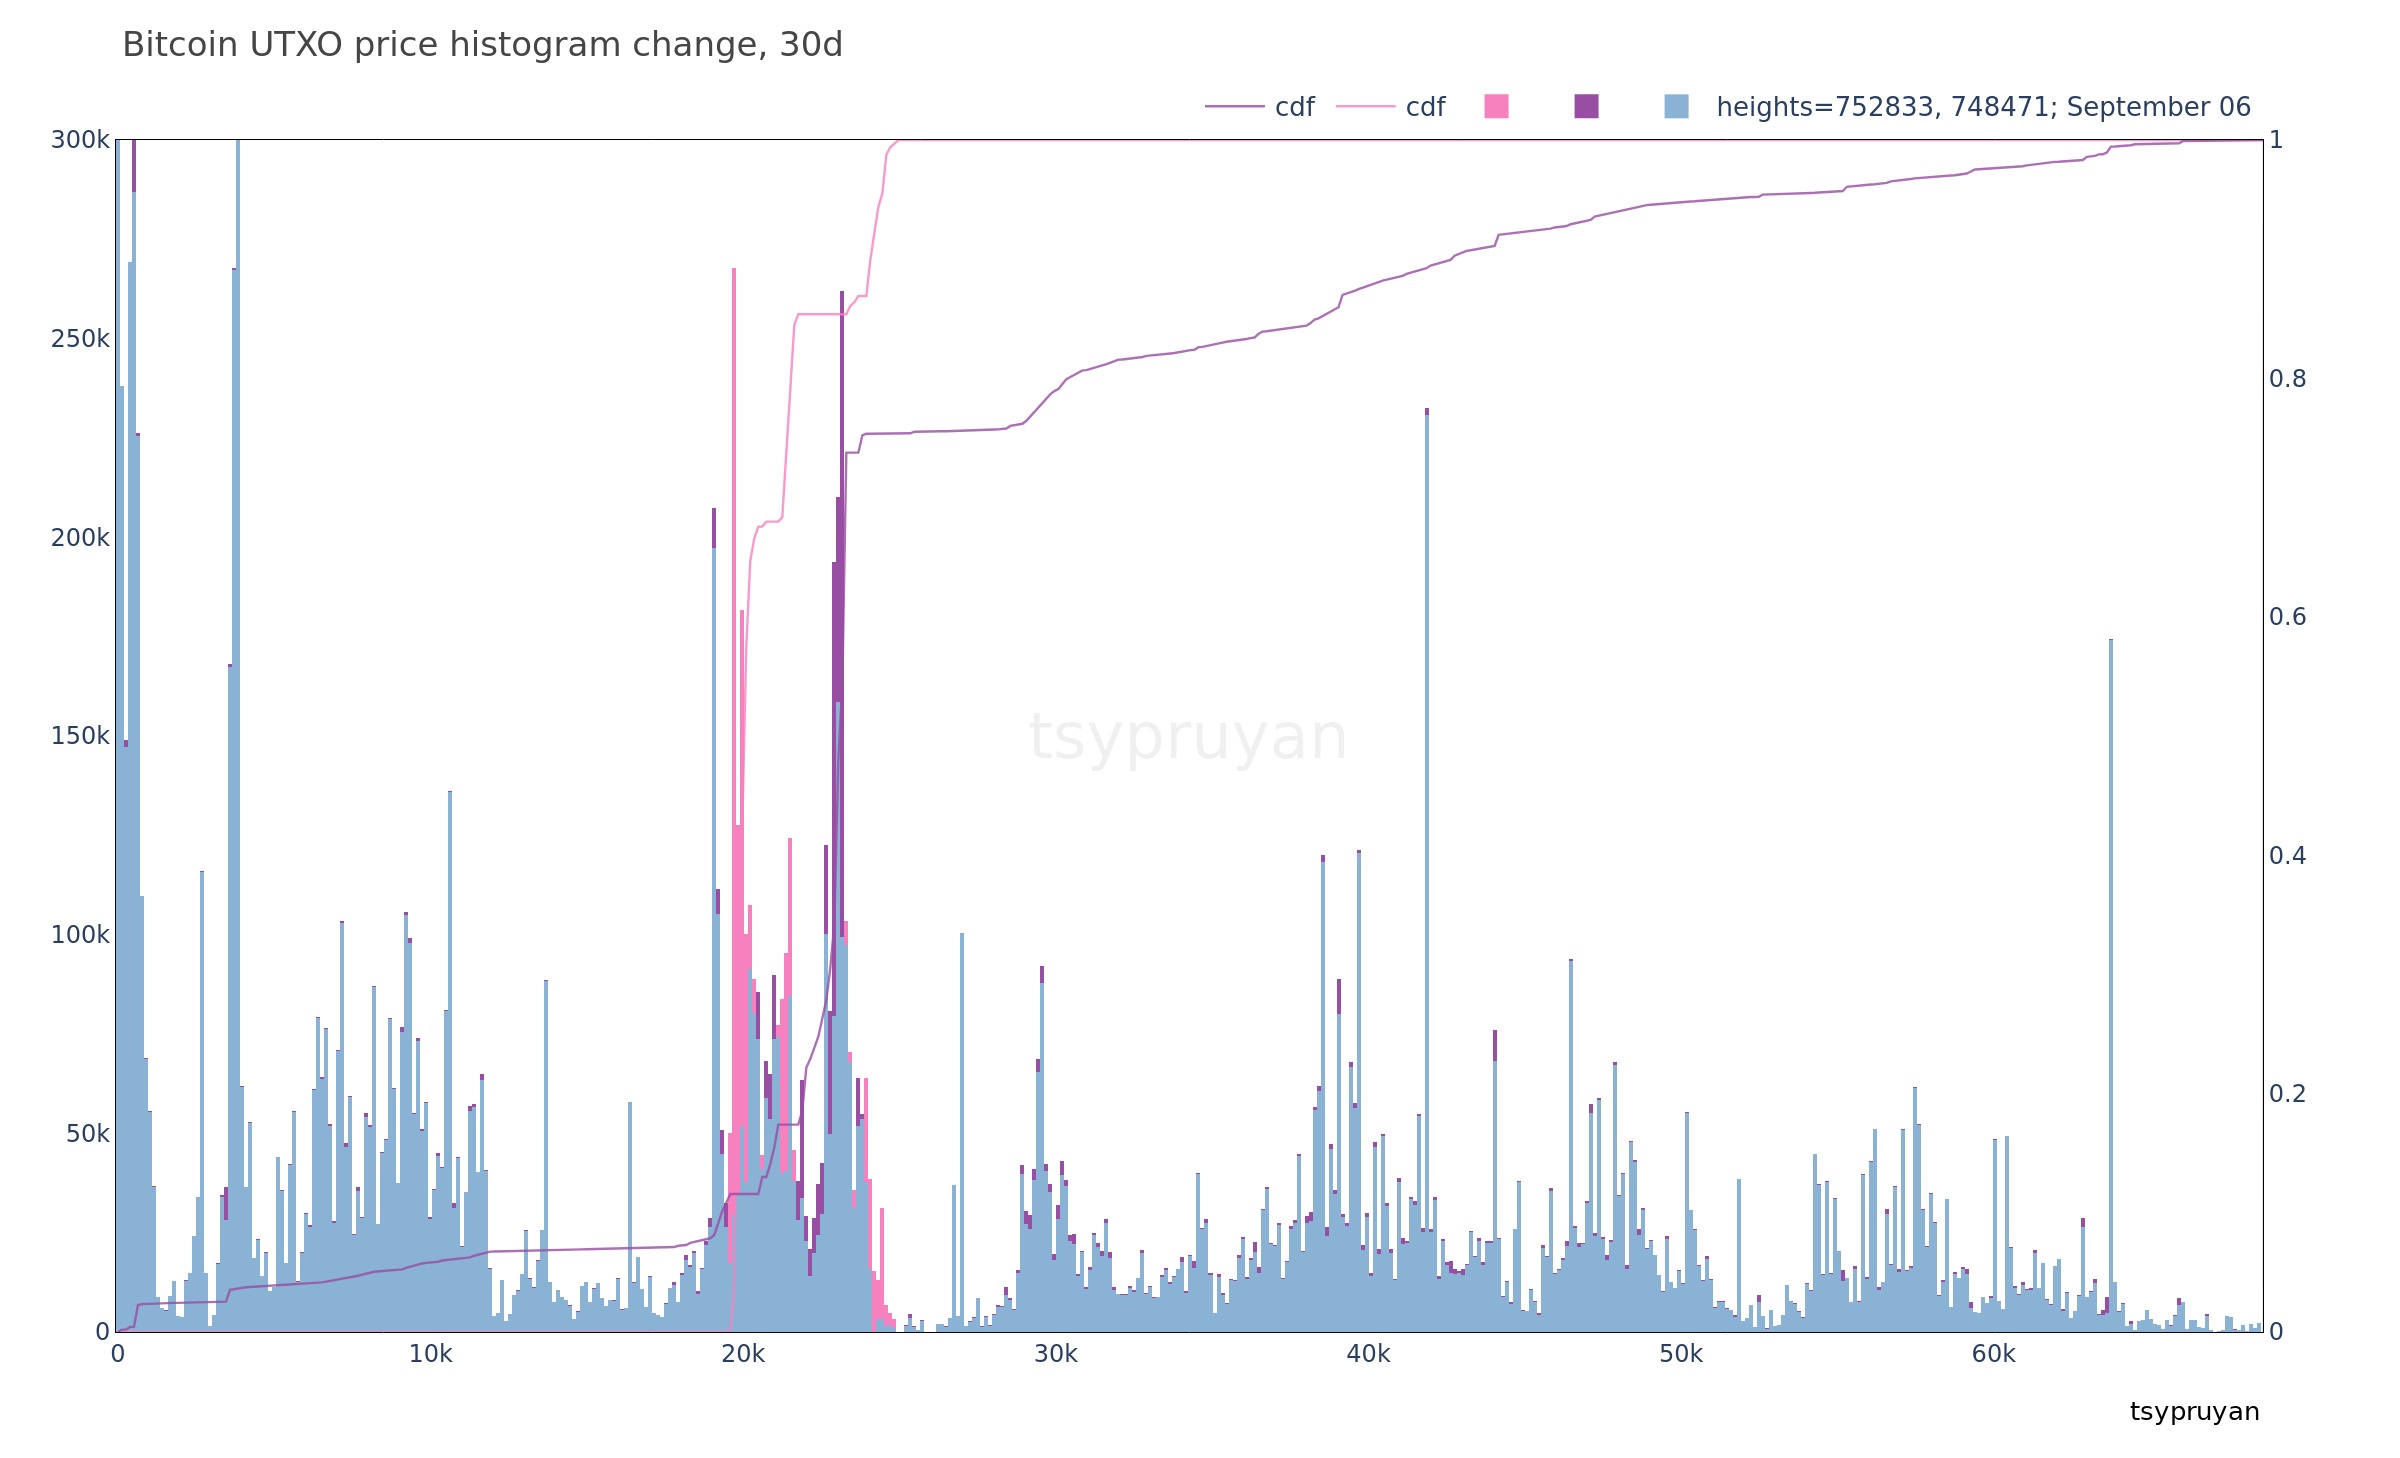 Bitcoin UTXO price histogram change, 30d
cdf cdf heights=752833, 748471; September 06
300k
250k
200k
150k
100k
50k
0
1
0.8
0.6
0.4
0.2
0
tsypruyan
0 10k 20k 30k 40k 50k 60k
tsypruyan